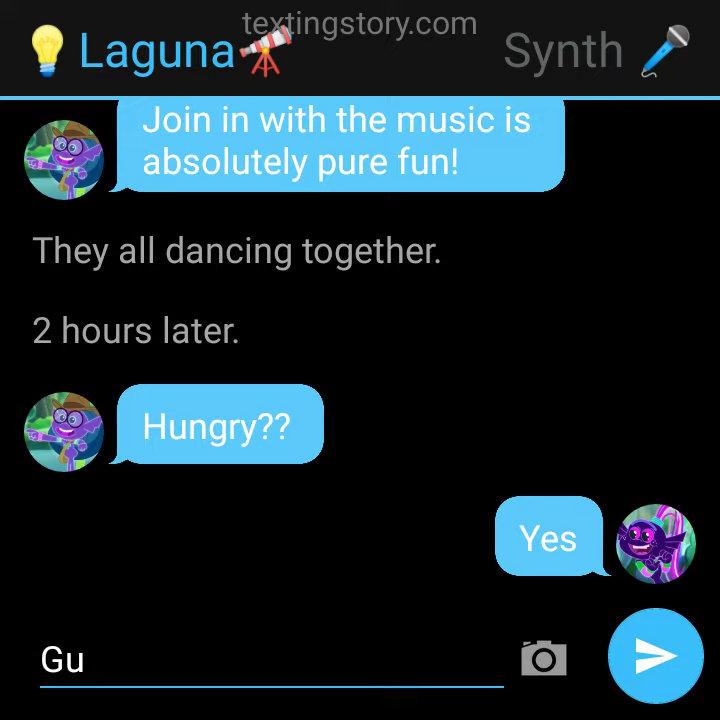 textingstory.com
Laguna
Synth
Join in with the music is
absolutely pure fun!
They all dancing together.
2 hours later.
Hungry??
Yes
Gu